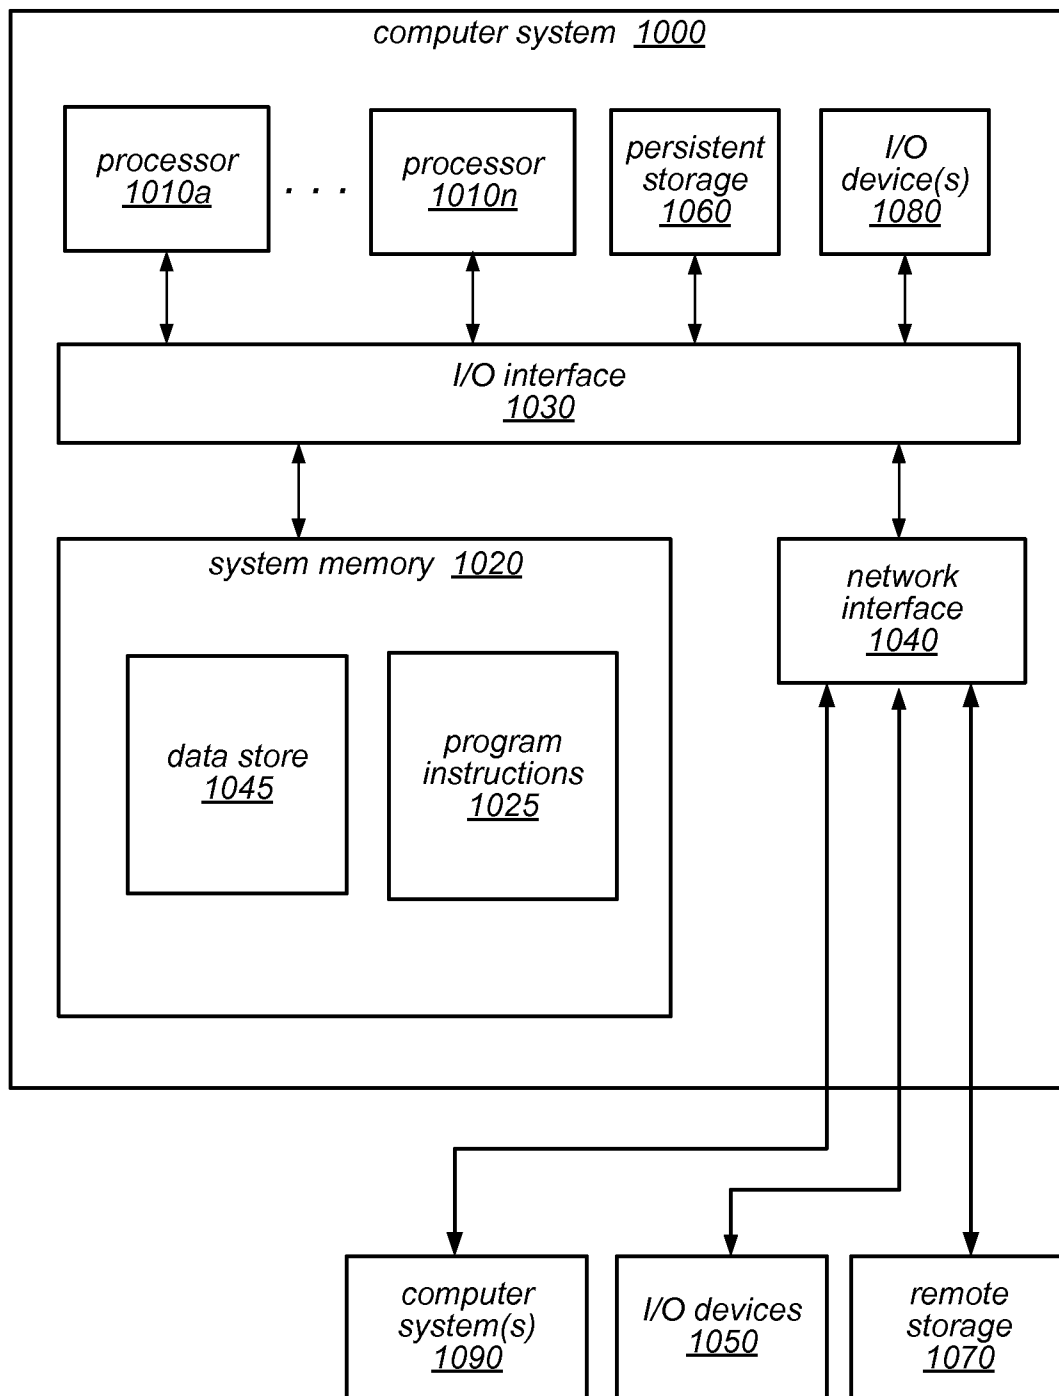 computer system 1000
processor
1010a
. . .
processor
1010n
persistent
storage
1060
I/O
device(s)
1080
I/O interface
1030
system memory 1020
network
interface
1040
data store
1045
program
instructions
1025
computer
system(s)
1090
I/O devices
1050
remote
storage
1070